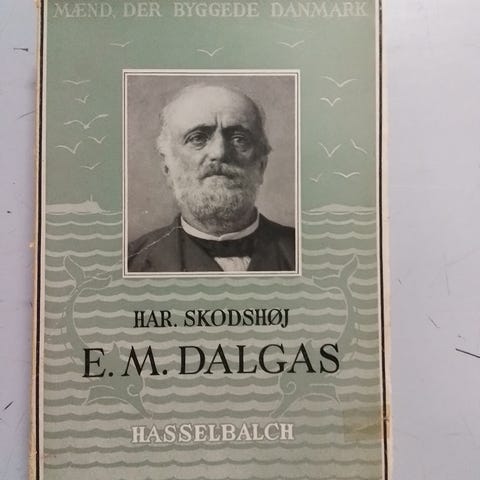 MÆND, DER BYGGEDE DANMARK
HAR. SKODSHØJ
E. M. DALGAS
HASSELBALCH